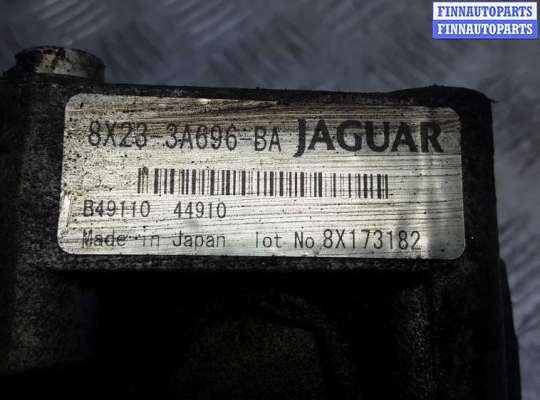 FINNAUTOPARTS
FINNAUTOPARTS
8X23-3A696-BA JAGUAR
B49110 44910
Made in Japan lot No 8X173182